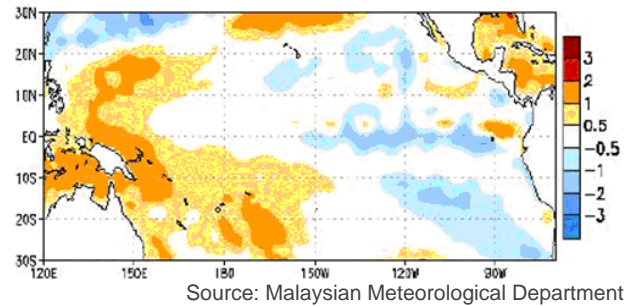 30N
20N
10N
EQ
10S
20S
30S
120E 150E 180 150W 120W 90W
3
2
1
0.5
-0.5
-1
-2
-3
Source: Malaysian Meteorological Department